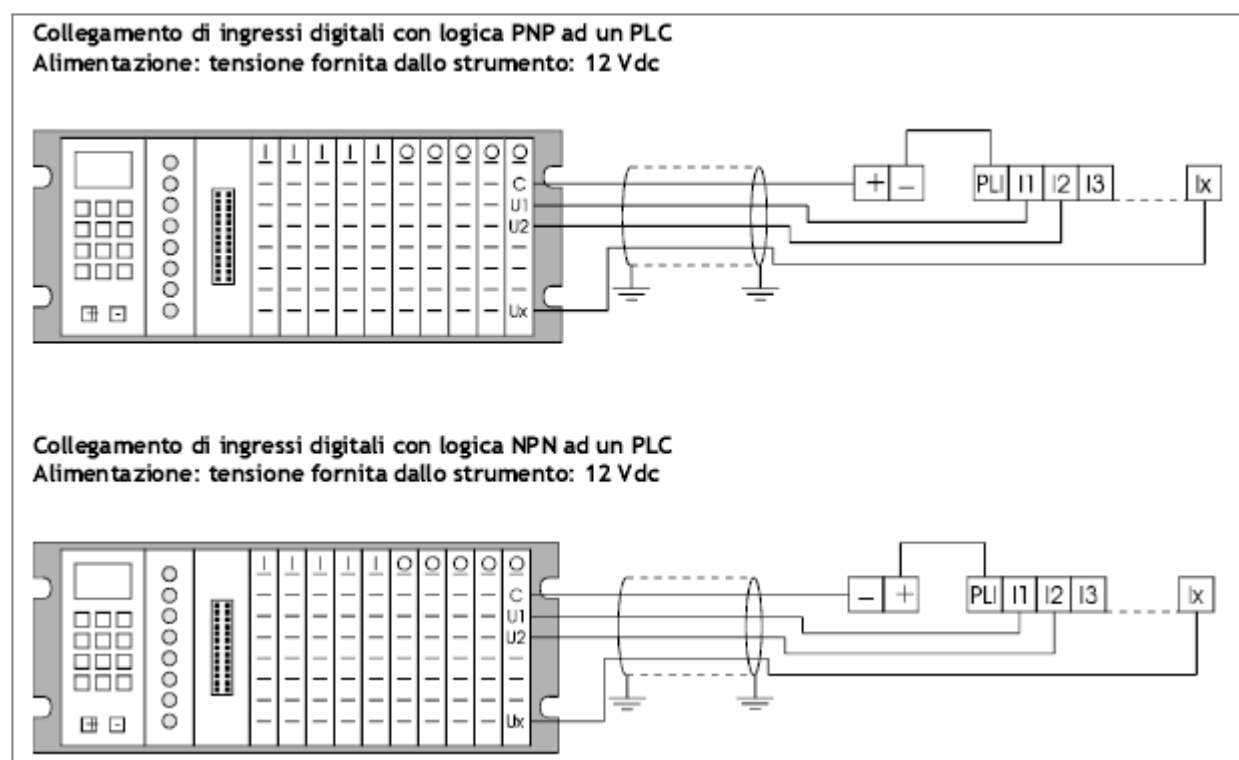 Collegamento di ingressi digitali con logica PNP ad un PLC
Alimentazione: tensione fornita dallo strumento: 12 Vdc
I I I I I O O O O O
C
U1
U2
Ux
+ -
+ - PLI I1 I2 I3 Ix
Collegamento di ingressi digitali con logica NPN ad un PLC
Alimentazione: tensione fornita dallo strumento: 12 Vdc
I I I I I O O O O O
C
U1
U2
Ux
+ -
- + PLI I1 I2 I3 Ix